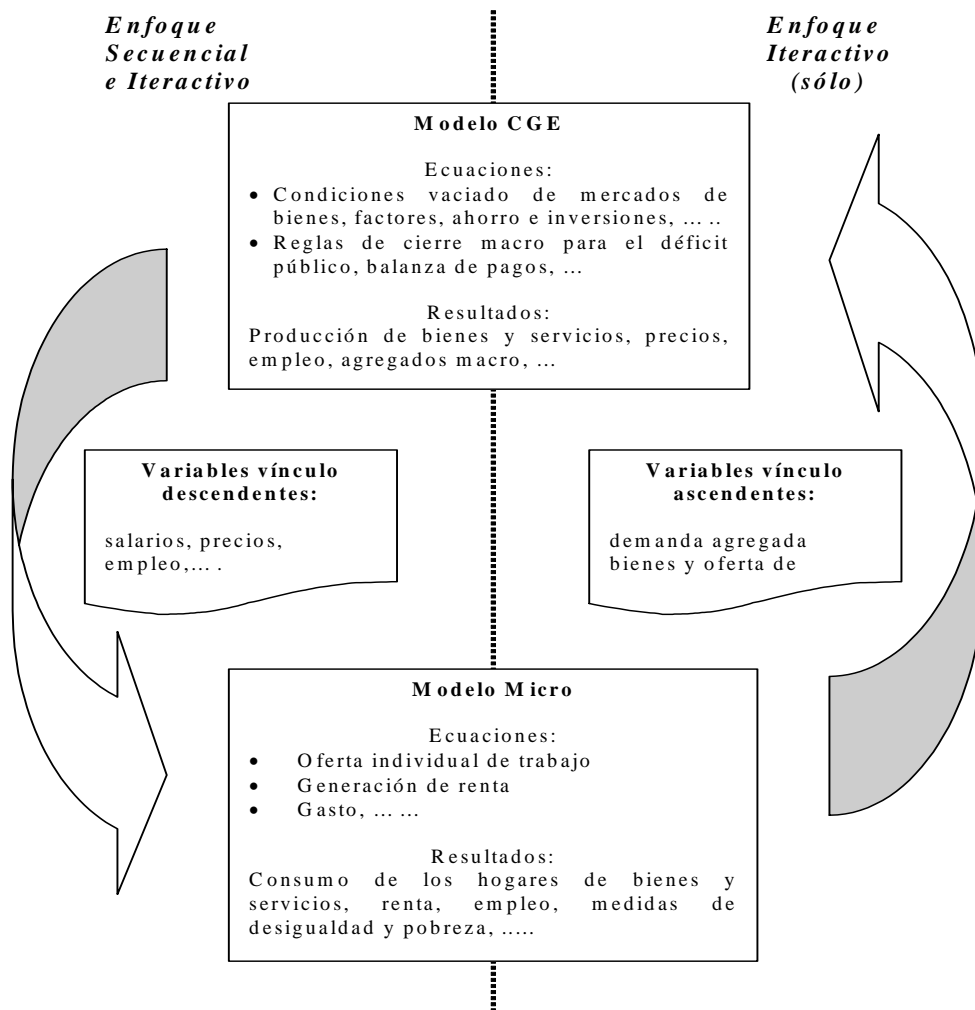 Enfoque
Secuencial
e Iteractivo
Enfoque
Iteractivo
(sólo)
Modelo CGE
Ecuaciones:
• Condiciones vaciado de mercados de
bienes, factores, ahorro e inversiones, … ..
• Reglas de cierre macro para el déficit
público, balanza de pagos, …
Resultados:
Producción de bienes y servicios, precios,
empleo, agregados macro, …
Variables vínculo
descendentes:
salarios, precios,
empleo,… .
Variables vínculo
ascendentes:
demanda agregada
bienes y oferta de
Modelo Micro
Ecuaciones:
• Oferta individual de trabajo
• Generación de renta
• Gasto, … …
Resultados:
Consumo de los hogares de bienes y
servicios, renta, empleo, medidas de
desigualdad y pobreza, …..